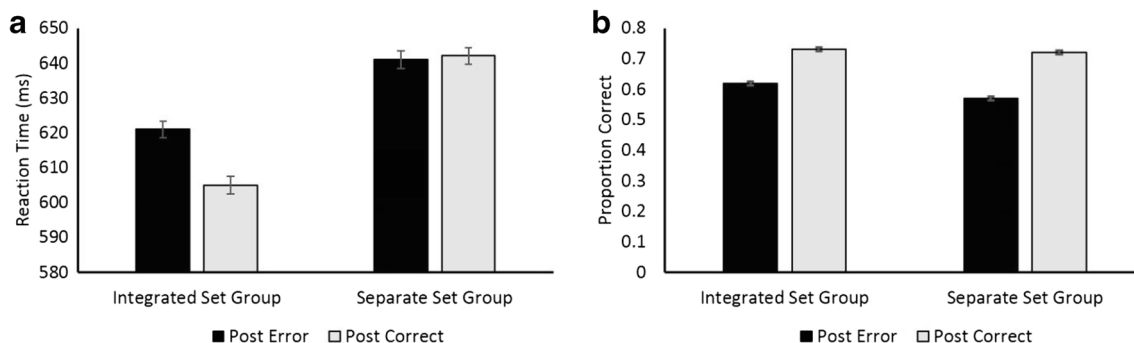 a
650
640
630
620
610
600
590
580
Reaction Time (ms)
Integrated Set Group
Separate Set Group
Post Error
Post Correct
b
0.8
0.7
0.6
0.5
0.4
0.3
0.2
0.1
0
Proportion Correct
Integrated Set Group
Separate Set Group
Post Error
Post Correct